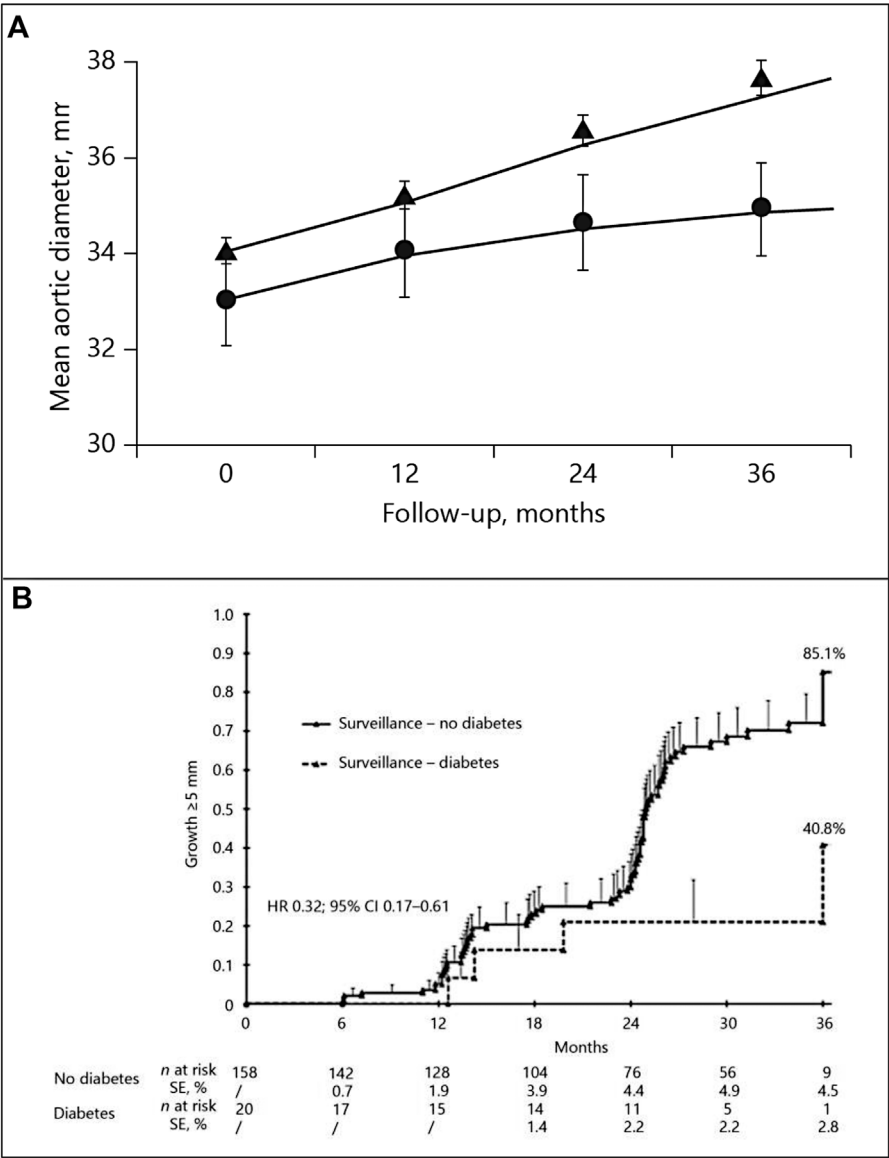 A
38
36
34
32
30
Mean aortic diameter, mm
0 12 24 36
Follow-up, months
B
1.0
0.9
0.8
0.7
0.6
0.5
0.4
0.3
0.2
0.1
0
Growth ≥5 mm
85.1%
Surveillance – no diabetes
Surveillance – diabetes
40.8%
HR 0.32; 95% CI 0.17–0.61
0 6 12 18 24 30 36
Months
No diabetes
n at risk 158 142 128 104 76 56 9
SE, % / 0.7 1.9 3.9 4.4 4.9 4.5
Diabetes
n at risk 20 17 15 14 11 5 1
SE, % / / / 1.4 2.2 2.2 2.8